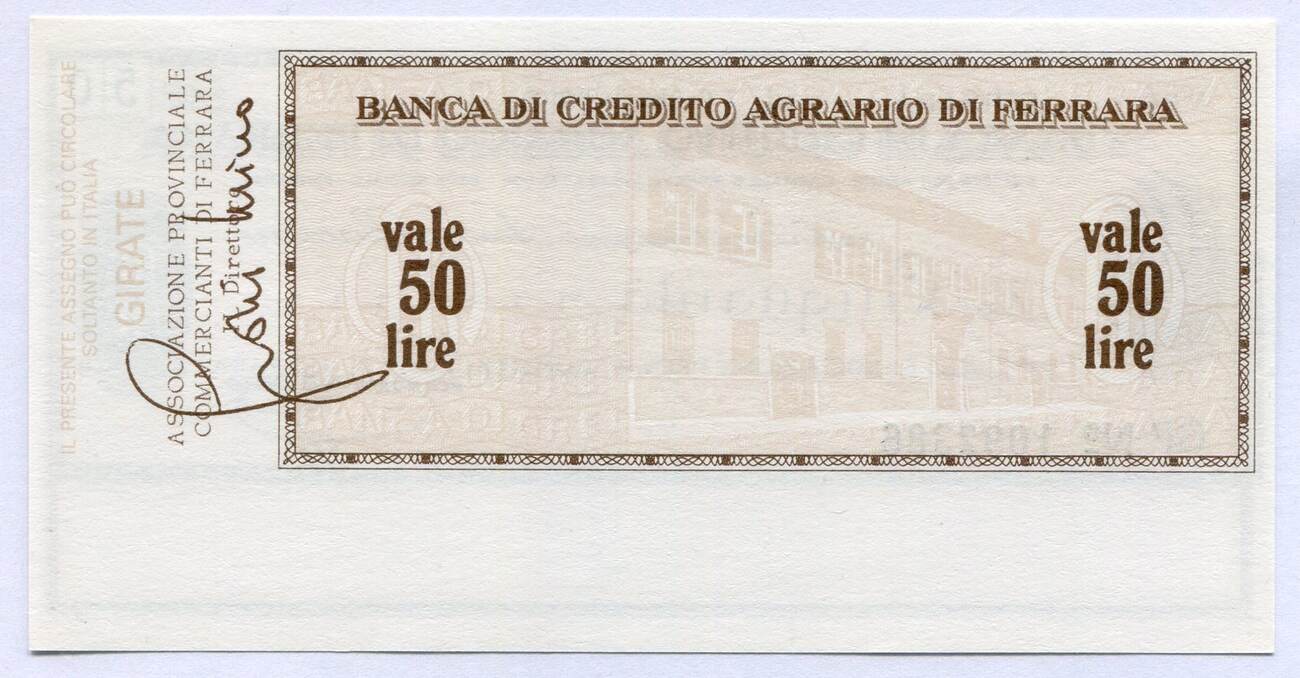 BANCA DI CREDITO AGRARIO DI FERRARA
vale
50
lire
vale
50
lire
IL PRESENTE ASSEGNO PUÒ CIRCOLARE
SOLTANTO IN ITALIA
GIRATE
ASSOCIAZIONE PROVINCIALE
COMMERCIANTI DI FERRARA
Direttore